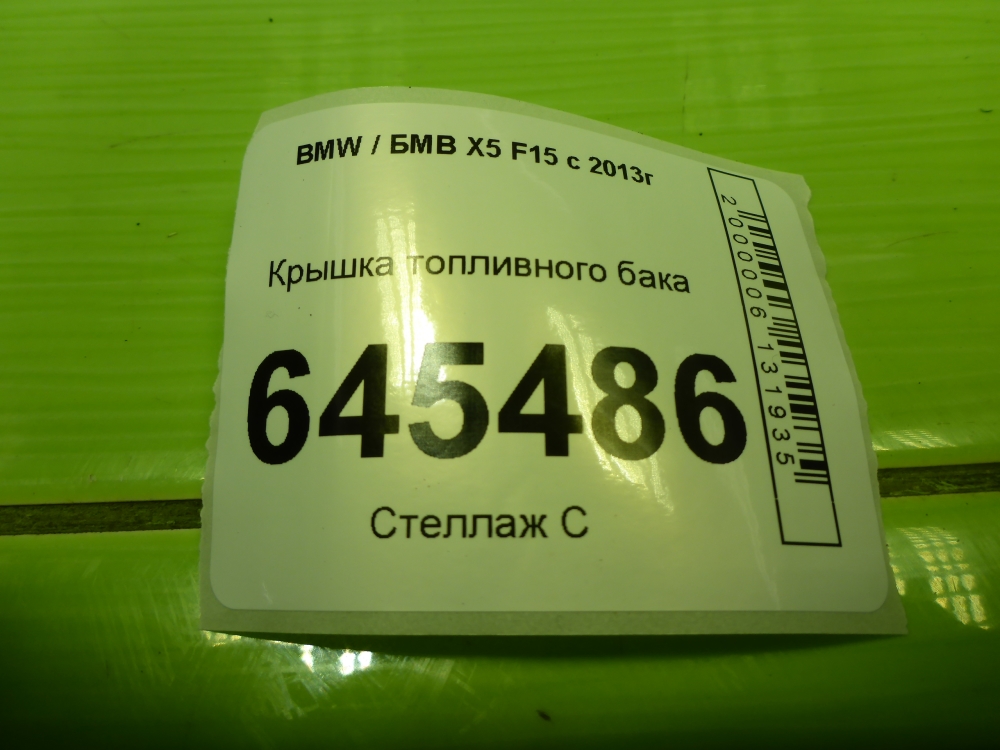 BMW / БМВ X5 F15 с 2013г
Крышка топливного бака
645486
Стеллаж С
2000006131935